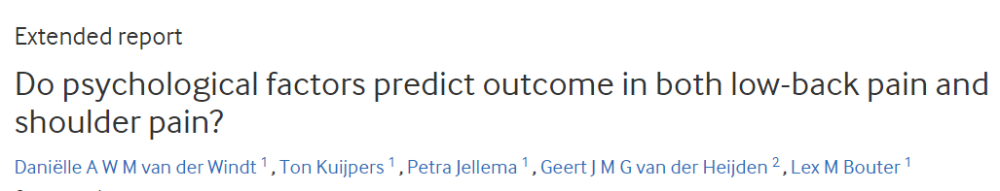 Extended report
Do psychological factors predict outcome in both low-back pain and
shoulder pain?
Daniëlle A W M van der Windt 1, Ton Kuijpers 1, Petra Jellema 1, Geert J M G van der Heijden 2, Lex M Bouter 1